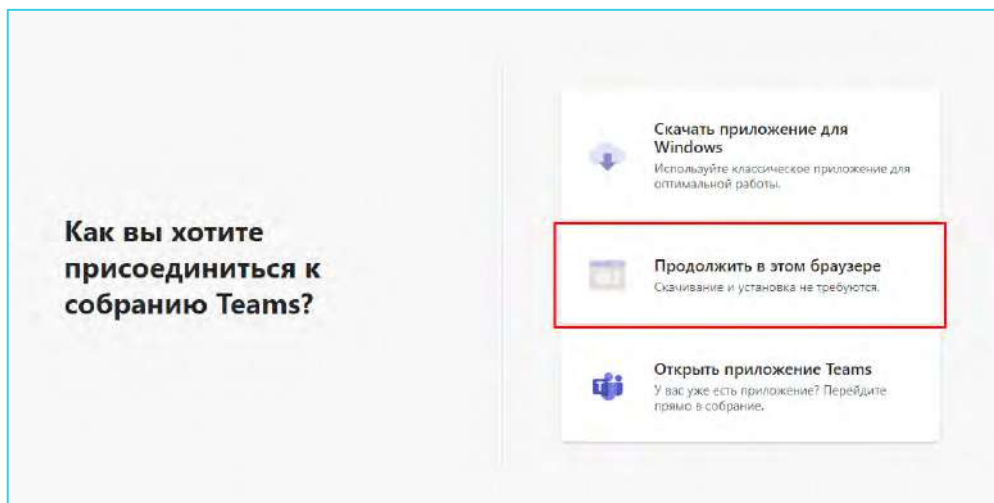 Как вы хотите
присоединиться к
собранию Teams?
Скачать приложение для
Windows
Используйте классическое приложение для
оптимальной работы.
Продолжить в этом браузере
Скачивание и установка не требуются.
Открыть приложение Teams
У вас уже есть приложение? Перейдите
прямо в собрание.